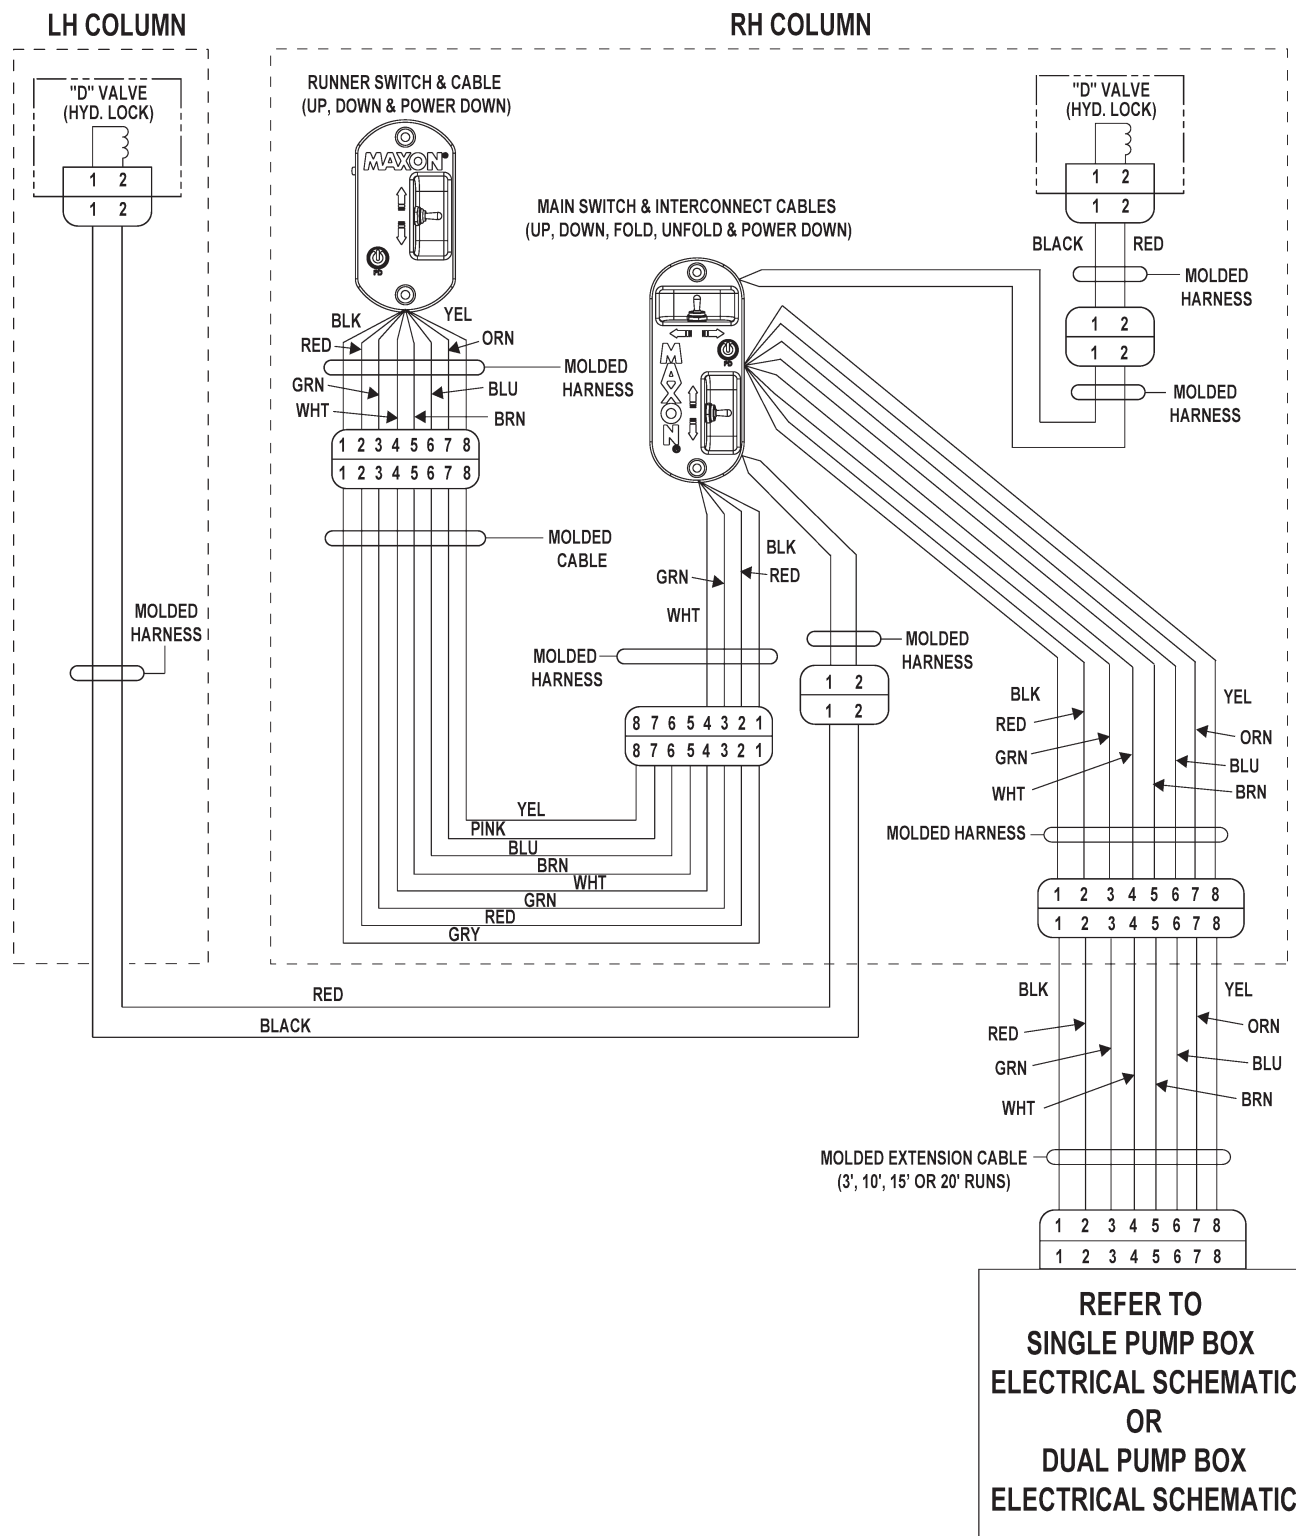 LH COLUMN
RH COLUMN
"D" VALVE
(HYD. LOCK)
1 2
1 2
RUNNER SWITCH & CABLE
(UP, DOWN & POWER DOWN)
MAXON
PD
"D" VALVE
(HYD. LOCK)
1 2
1 2
BLACK RED
MOLDED
HARNESS
1 2
1 2
MOLDED
HARNESS
MAIN SWITCH & INTERCONNECT CABLES
(UP, DOWN, FOLD, UNFOLD & POWER DOWN)
PD
MAXON
BLK
YEL
RED
ORN
MOLDED
HARNESS
GRN
BLU
WHT
BRN
1 2 3 4 5 6 7 8
1 2 3 4 5 6 7 8
MOLDED
CABLE
BLK
GRN
RED
WHT
MOLDED
HARNESS
MOLDED
HARNESS
MOLDED
HARNESS
1 2
1 2
8 7 6 5 4 3 2 1
8 7 6 5 4 3 2 1
YEL
PINK
BLU
BRN
WHT
GRN
RED
GRY
BLK
YEL
RED
ORN
GRN
BLU
WHT
BRN
MOLDED HARNESS
1 2 3 4 5 6 7 8
1 2 3 4 5 6 7 8
RED
BLACK
BLK
YEL
RED
ORN
GRN
BLU
WHT
BRN
MOLDED EXTENSION CABLE
(3', 10', 15’ OR 20' RUNS)
1 2 3 4 5 6 7 8
1 2 3 4 5 6 7 8
REFER TO
SINGLE PUMP BOX
ELECTRICAL SCHEMATIC
OR
DUAL PUMP BOX
ELECTRICAL SCHEMATIC